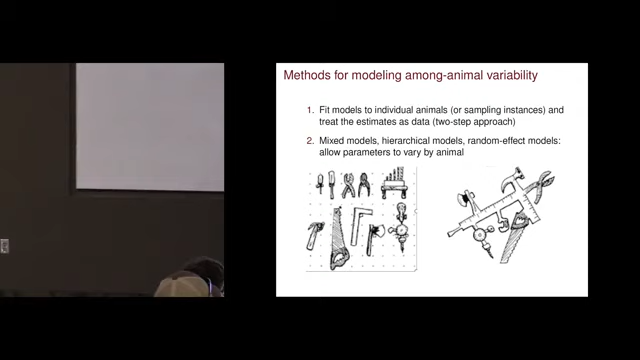 Methods for modeling among-animal variability
1. Fit models to individual animals (or sampling instances) and
treat the estimates as data (two-step approach)
2. Mixed models, hierarchical models, random-effect models:
allow parameters to vary by animal